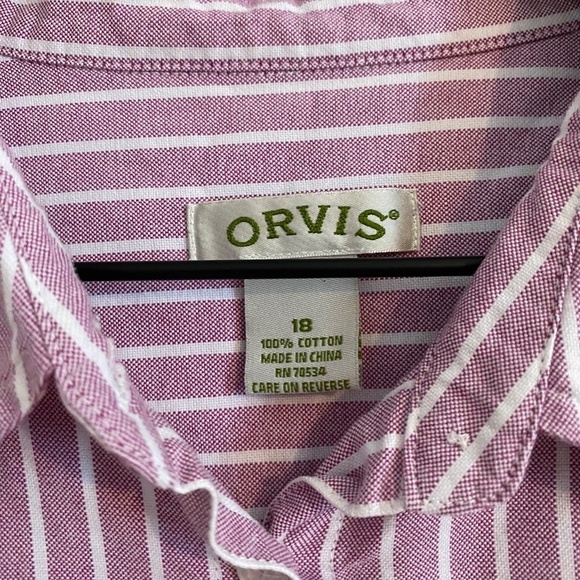 ORVIS®
18
100% COTTON
MADE IN CHINA
RN 70534
CARE ON REVERSE